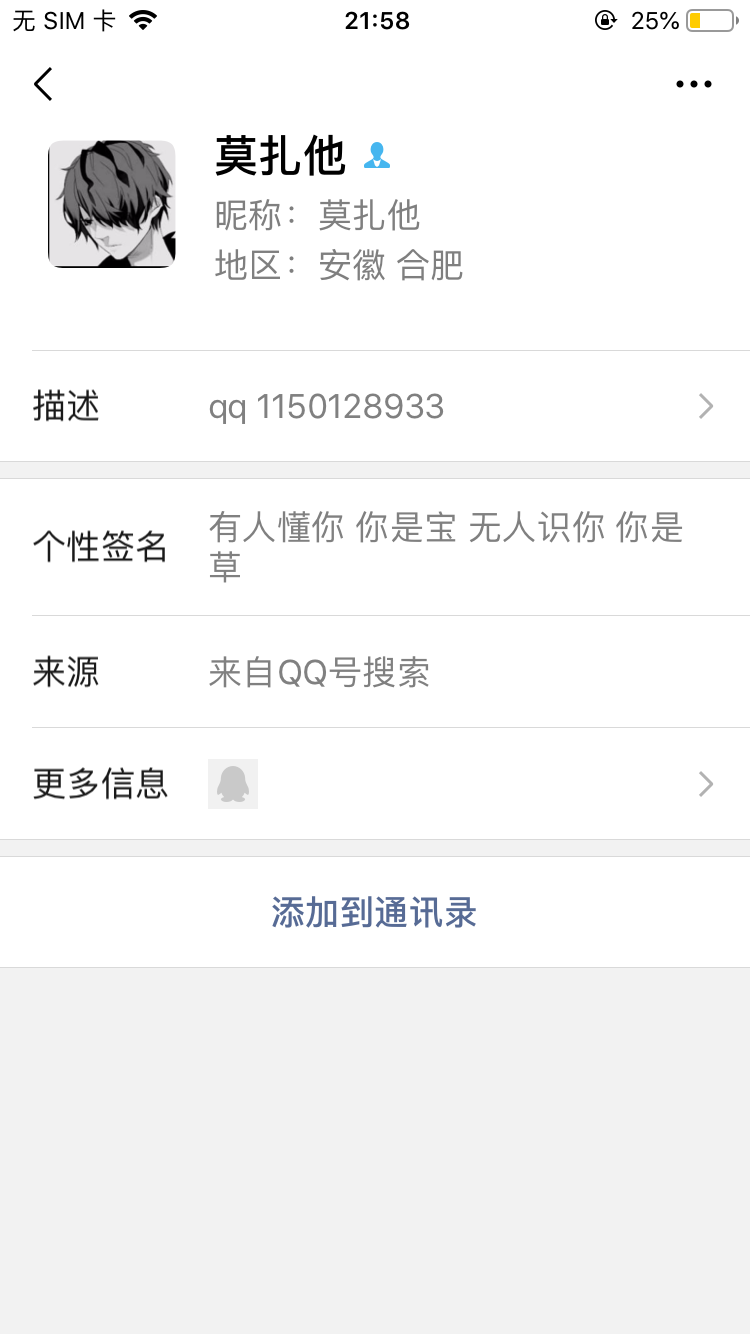 无 SIM 卡
21:58
25%
莫扎他
昵称：莫扎他
地区：安徽 合肥
描述
qq 1150128933
个性签名
有人懂你 你是宝 无人识你 你是
草
来源
来自QQ号搜索
更多信息
添加到通讯录